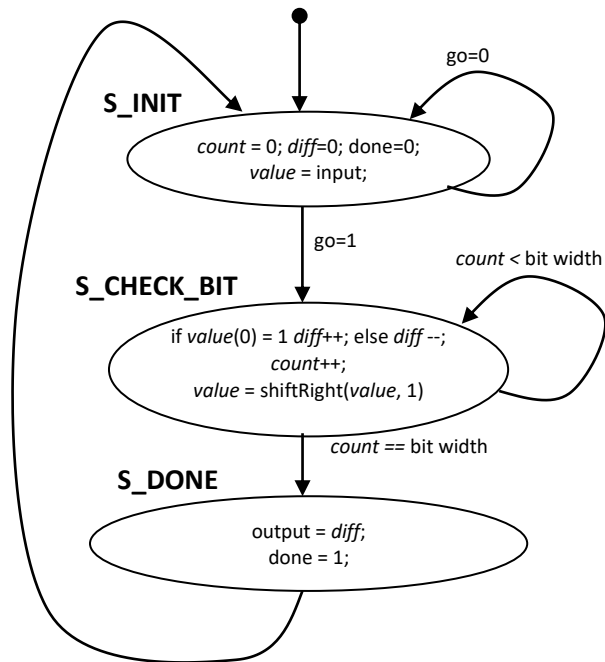 go=0
S_INIT
count = 0; diff=0; done=0;
value = input;
go=1
count < bit width
S_CHECK_BIT
if value(0) = 1 diff++; else diff --;
count++;
value = shiftRight(value, 1)
count == bit width
S_DONE
output = diff;
done = 1;